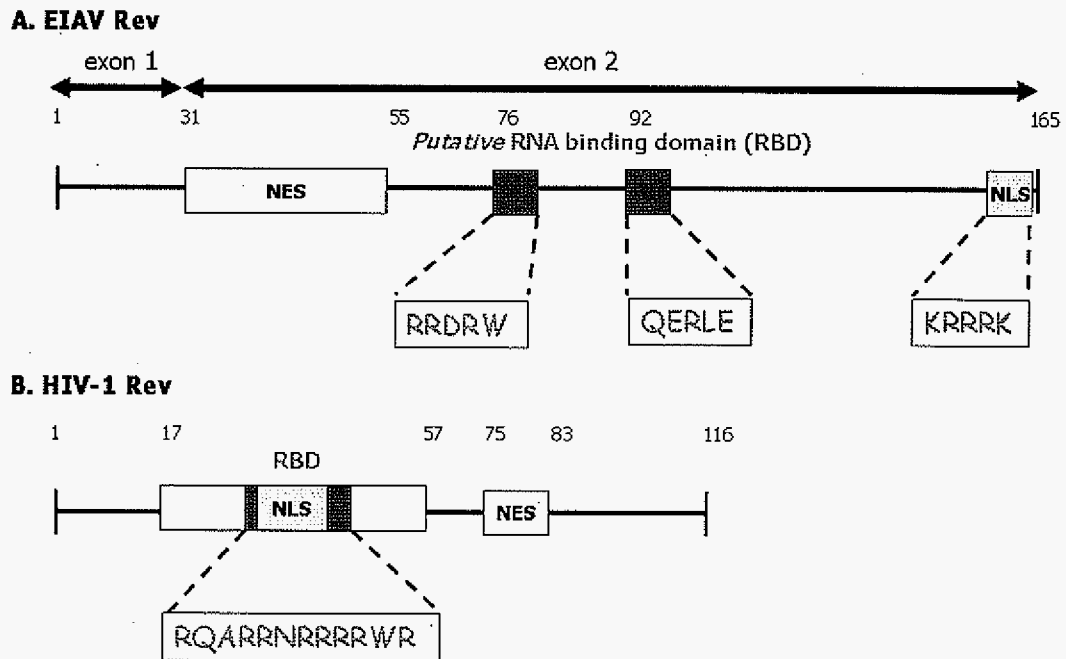 A. EIAV Rev
exon 1 exon 2
1 31 55 76 92 165
Putative RNA binding domain (RBD)
NES NLS
RRDRW QERLE KRRRK
B. HIV-1 Rev
1 17 57 75 83 116
RBD
NLS NES
RQARRNRRRRWR